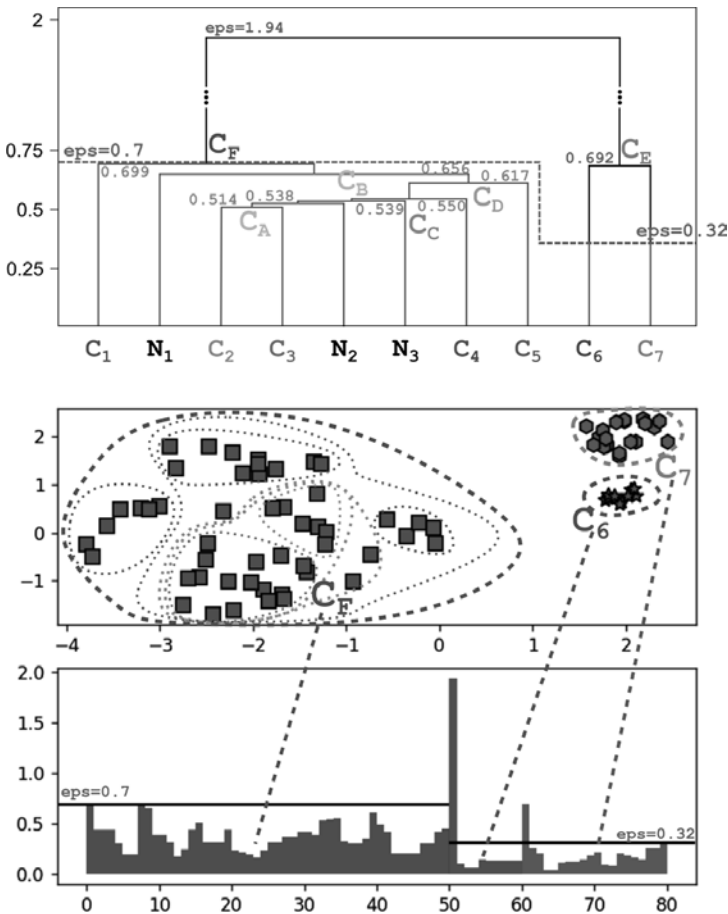 2
eps=1.94
C_F
0.75
eps=0.7
0.699
0.656
0.692
C_E
C_B
0.617
0.514
0.538
0.5
C_A
0.539
0.550
C_D
C_C
eps=0.32
0.25
C_1 N_1 C_2 C_3 N_2 N_3 C_4 C_5 C_6 C_7
2
1
0
−1
C_7
C_6
C_F
−4 −3 −2 −1 0 1 2
2.0
1.5
1.0
eps=0.7
0.5
eps=0.32
0.0
0 10 20 30 40 50 60 70 80